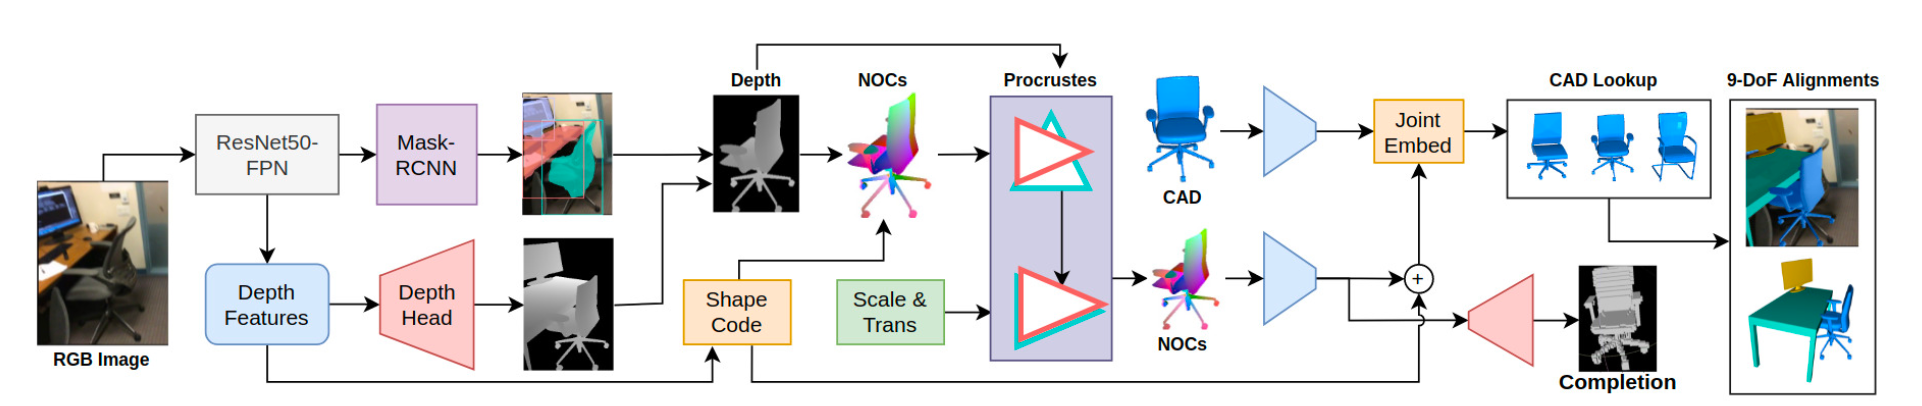 RGB Image
ResNet50-
FPN
Mask-
RCNN
Depth
Features
Depth
Head
Depth
NOCs
Shape
Code
Scale &
Trans
Procrustes
CAD
NOCs
Joint
Embed
+
Completion
CAD Lookup
9-DoF Alignments